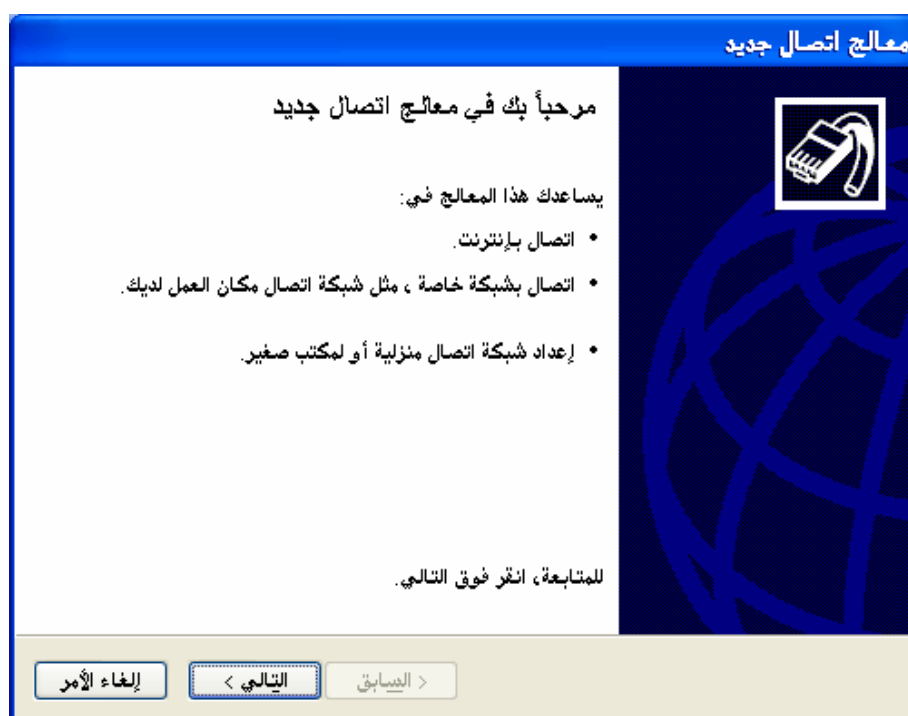 معالج اتصال جديد
مرحباً بك في معالج اتصال جديد
يساعدك هذا المعالج في:
• اتصال بإنترنت.
• اتصال بشبكة خاصة ، مثل شبكة اتصال مكان العمل لديك.
• إعداد شبكة اتصال منزلية أو لمكتب صغير.
للمتابعة، انقر فوق التالي.
< السابق
التالي >
إلغاء الأمر